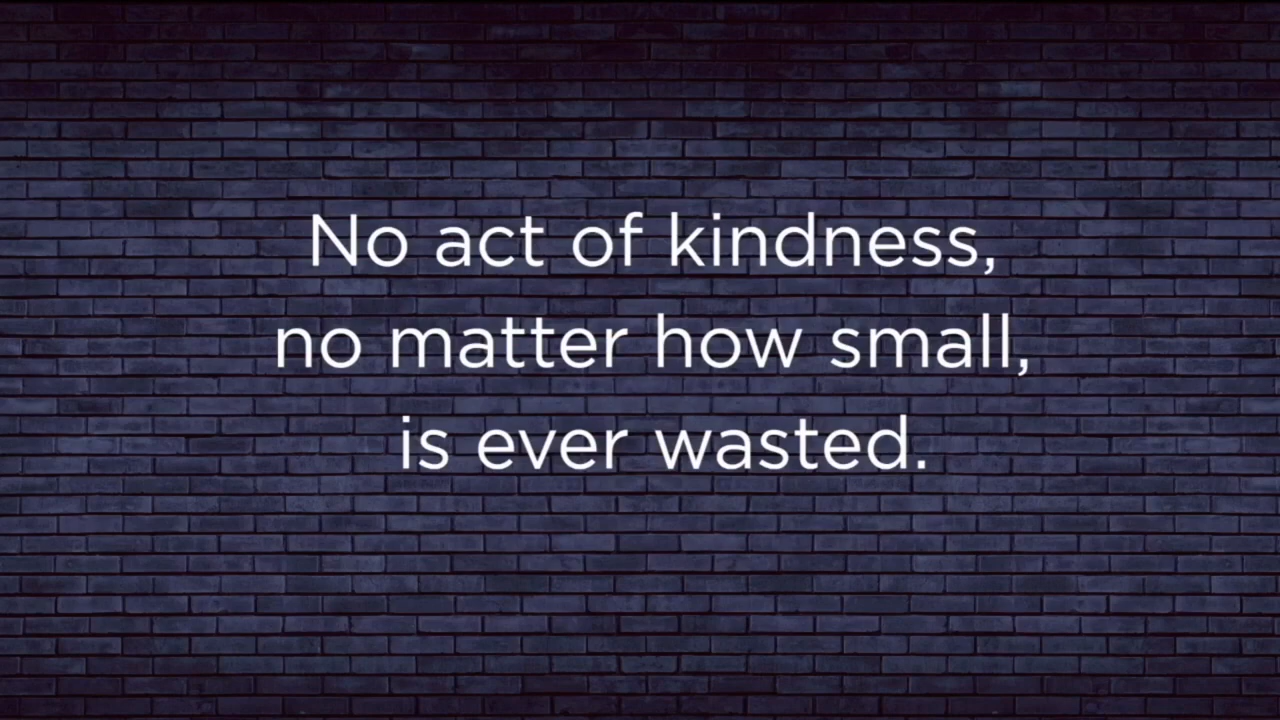 No act of kindness,
no matter how small,
is ever wasted.